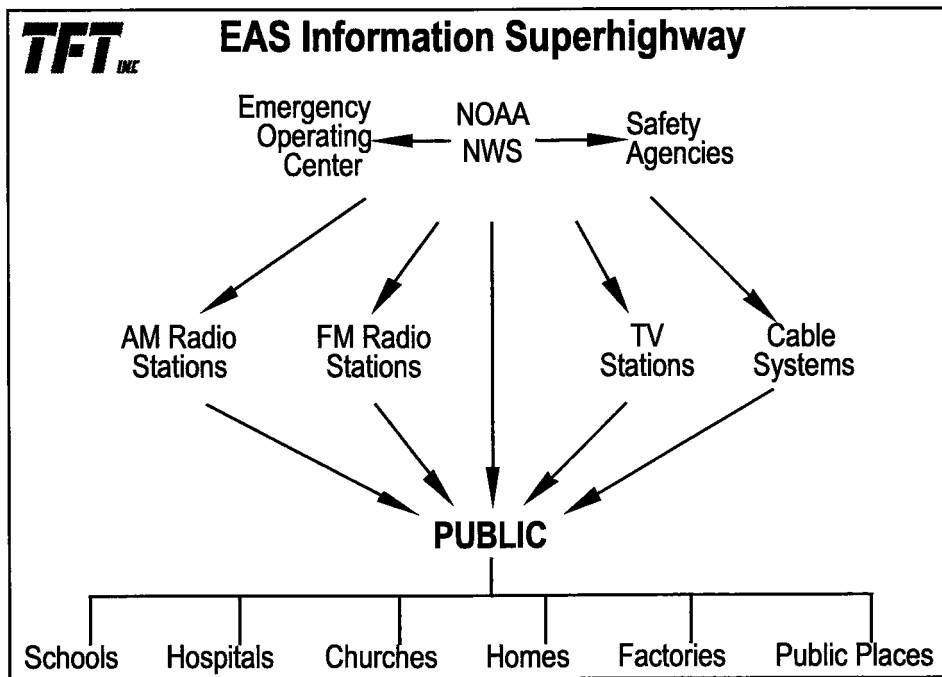 TFT INC
EAS Information Superhighway
Emergency
Operating
Center
NOAA
NWS
Safety
Agencies
AM Radio
Stations
FM Radio
Stations
TV
Stations
Cable
Systems
PUBLIC
Schools
Hospitals
Churches
Homes
Factories
Public Places